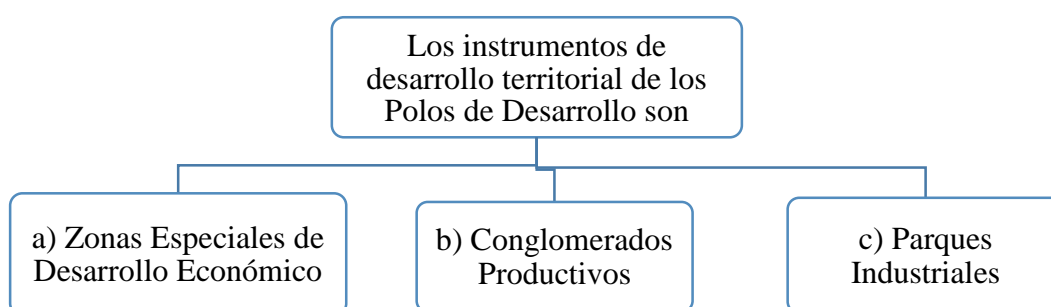 Los instrumentos de
desarrollo territorial de los
Polos de Desarrollo son
a) Zonas Especiales de
Desarrollo Económico
b) Conglomerados
Productivos
c) Parques
Industriales